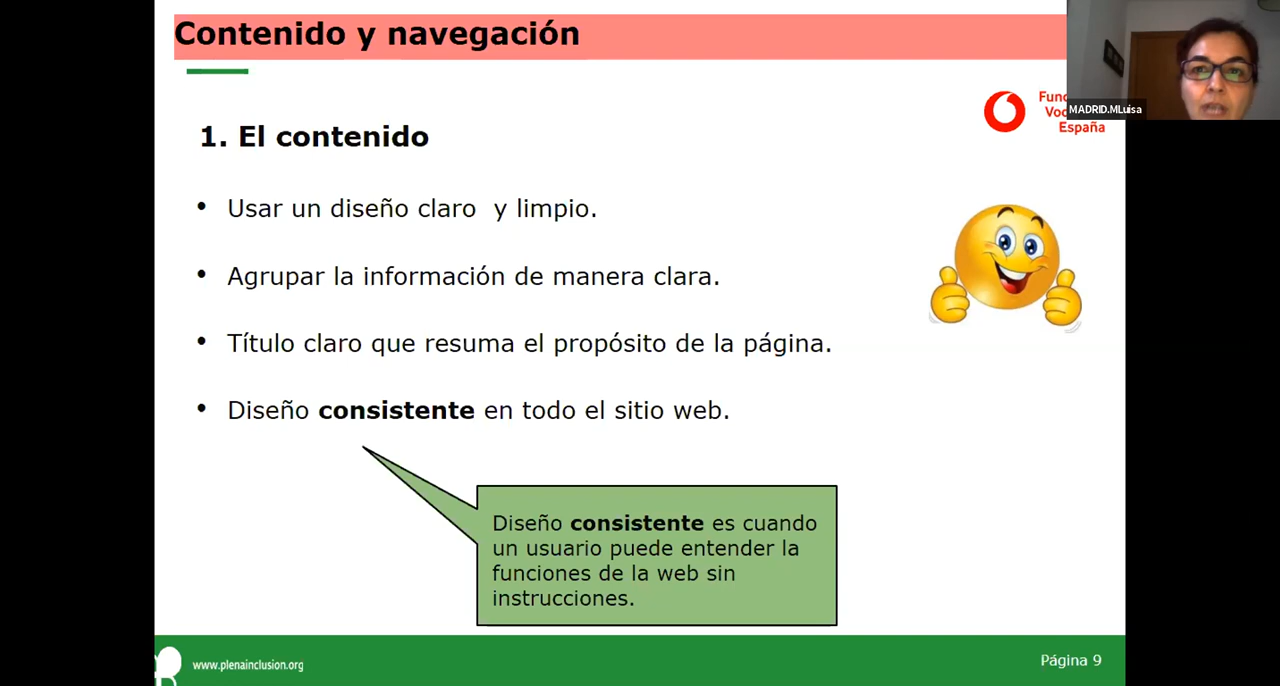 Contenido y navegación
MADRID.MLuisa
España
1. El contenido
• Usar un diseño claro y limpio.
• Agrupar la información de manera clara.
• Título claro que resuma el propósito de la página.
• Diseño consistente en todo el sitio web.
Diseño consistente es cuando
un usuario puede entender la
funciones de la web sin
instrucciones.
www.plenainclusion.org
Página 9